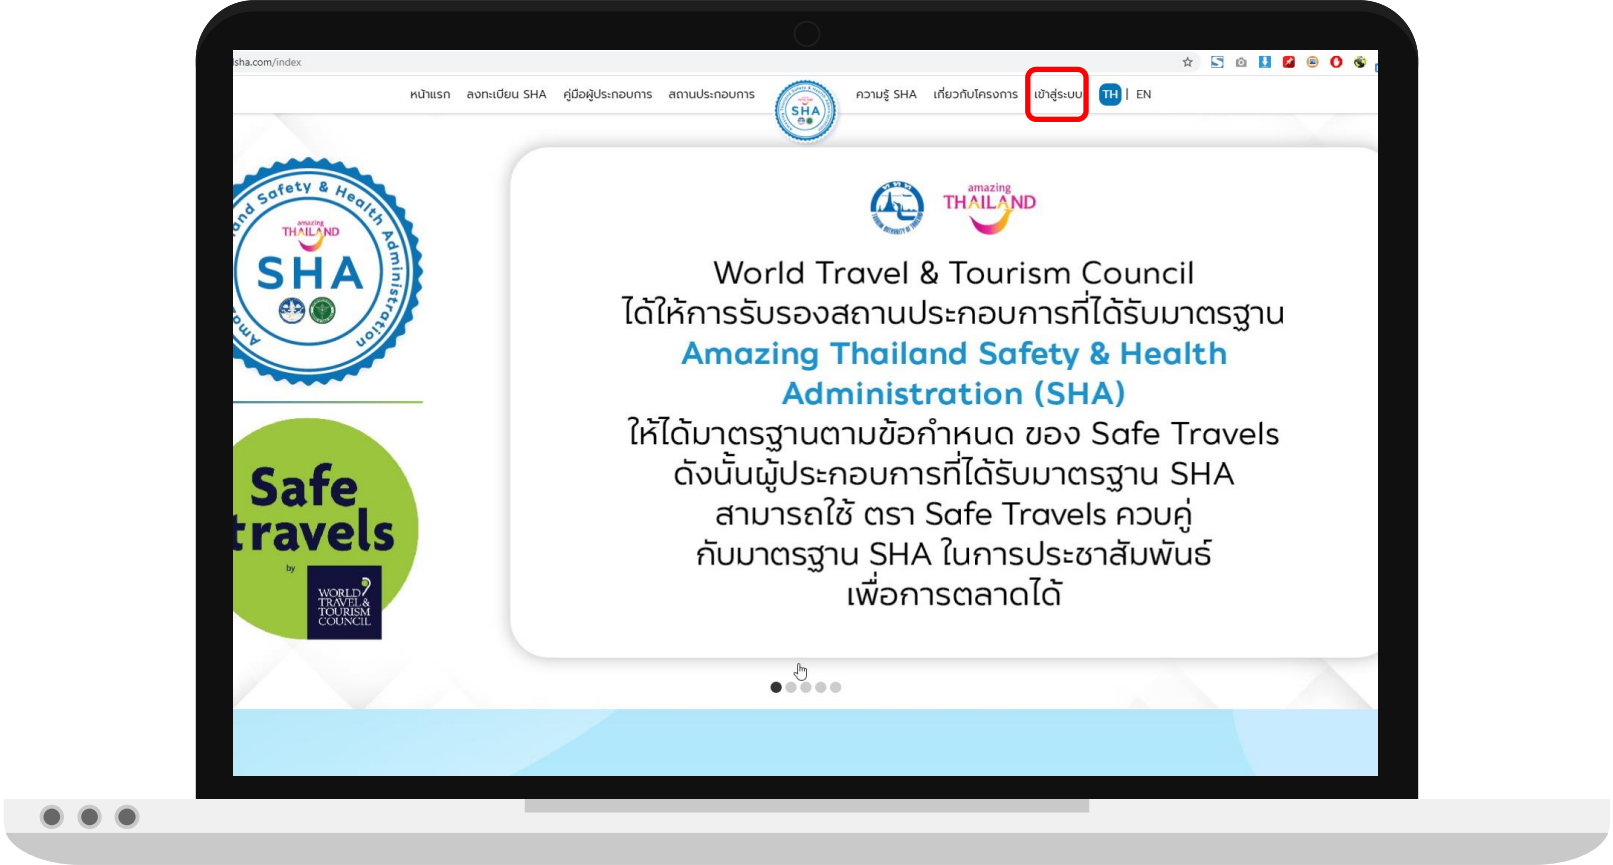 lsha.com/index
หน้าแรก ลงทะเบียน SHA คู่มือผู้ประกอบการ สถานประกอบการ SHA ความรู้ SHA เกี่ยวกับโครงการ เข้าสู่ระบบ TH | EN
nd Safety & Health Administration
Ama
amazing
THAILAND
SHA
Safe
travels
by
WORLD
TRAVEL &
TOURISM
COUNCIL
TOURISM AUTHORITY OF THAILAND
amazing
THAILAND
World Travel & Tourism Council
ได้ให้การรับรองสถานประกอบการที่ได้รับมาตรฐาน
Amazing Thailand Safety & Health
Administration (SHA)
ให้ได้มาตรฐานตามข้อกำหนด ของ Safe Travels
ดังนั้นผู้ประกอบการที่ได้รับมาตรฐาน SHA
สามารถใช้ ตรา Safe Travels ควบคู่
กับมาตรฐาน SHA ในการประชาสัมพันธ์
เพื่อการตลาดได้